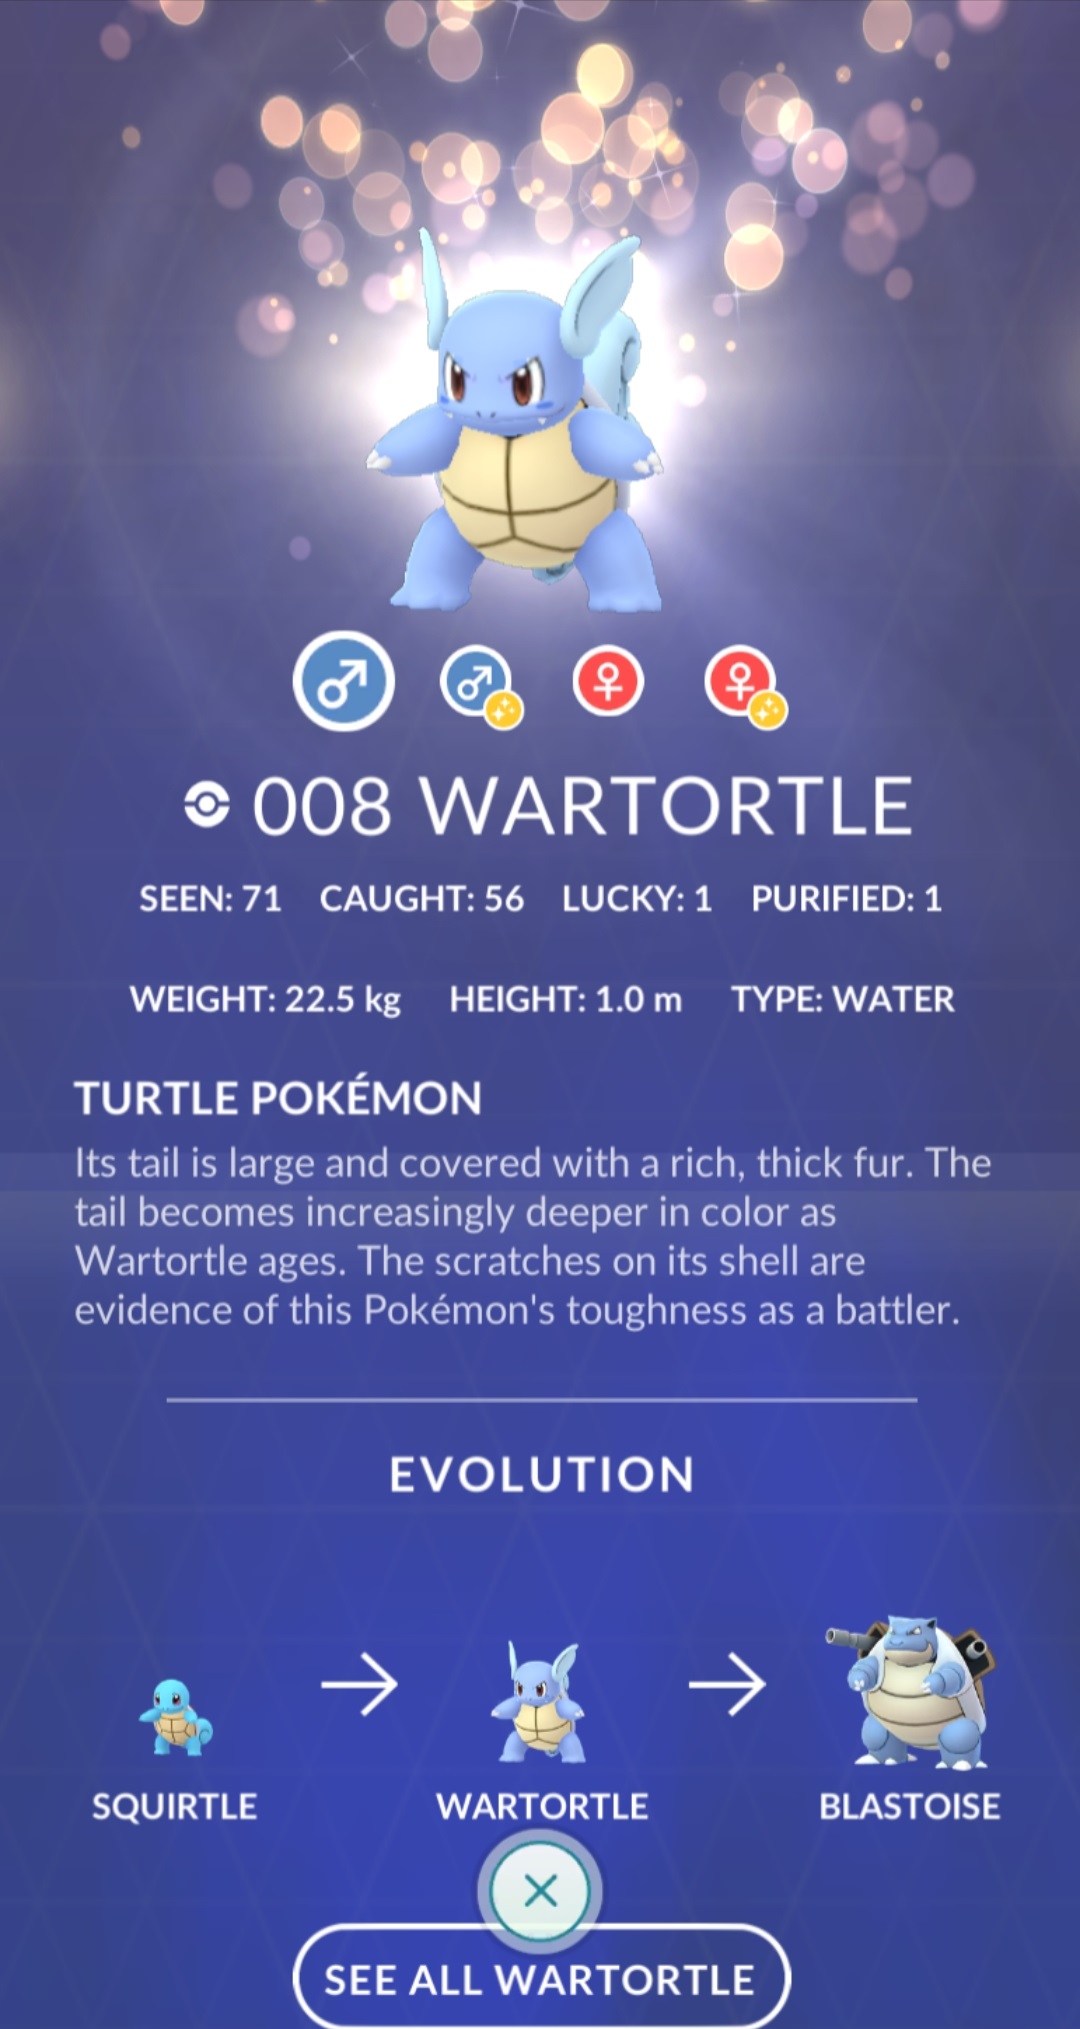 008 WARTORTLE
SEEN: 71 CAUGHT: 56 LUCKY: 1 PURIFIED: 1
WEIGHT: 22.5 kg HEIGHT: 1.0 m TYPE: WATER
TURTLE POKÉMON
Its tail is large and covered with a rich, thick fur. The
tail becomes increasingly deeper in color as
Wartortle ages. The scratches on its shell are
evidence of this Pokémon's toughness as a battler.
EVOLUTION
SQUIRTLE WARTORTLE BLASTOISE
SEE ALL WARTORTLE